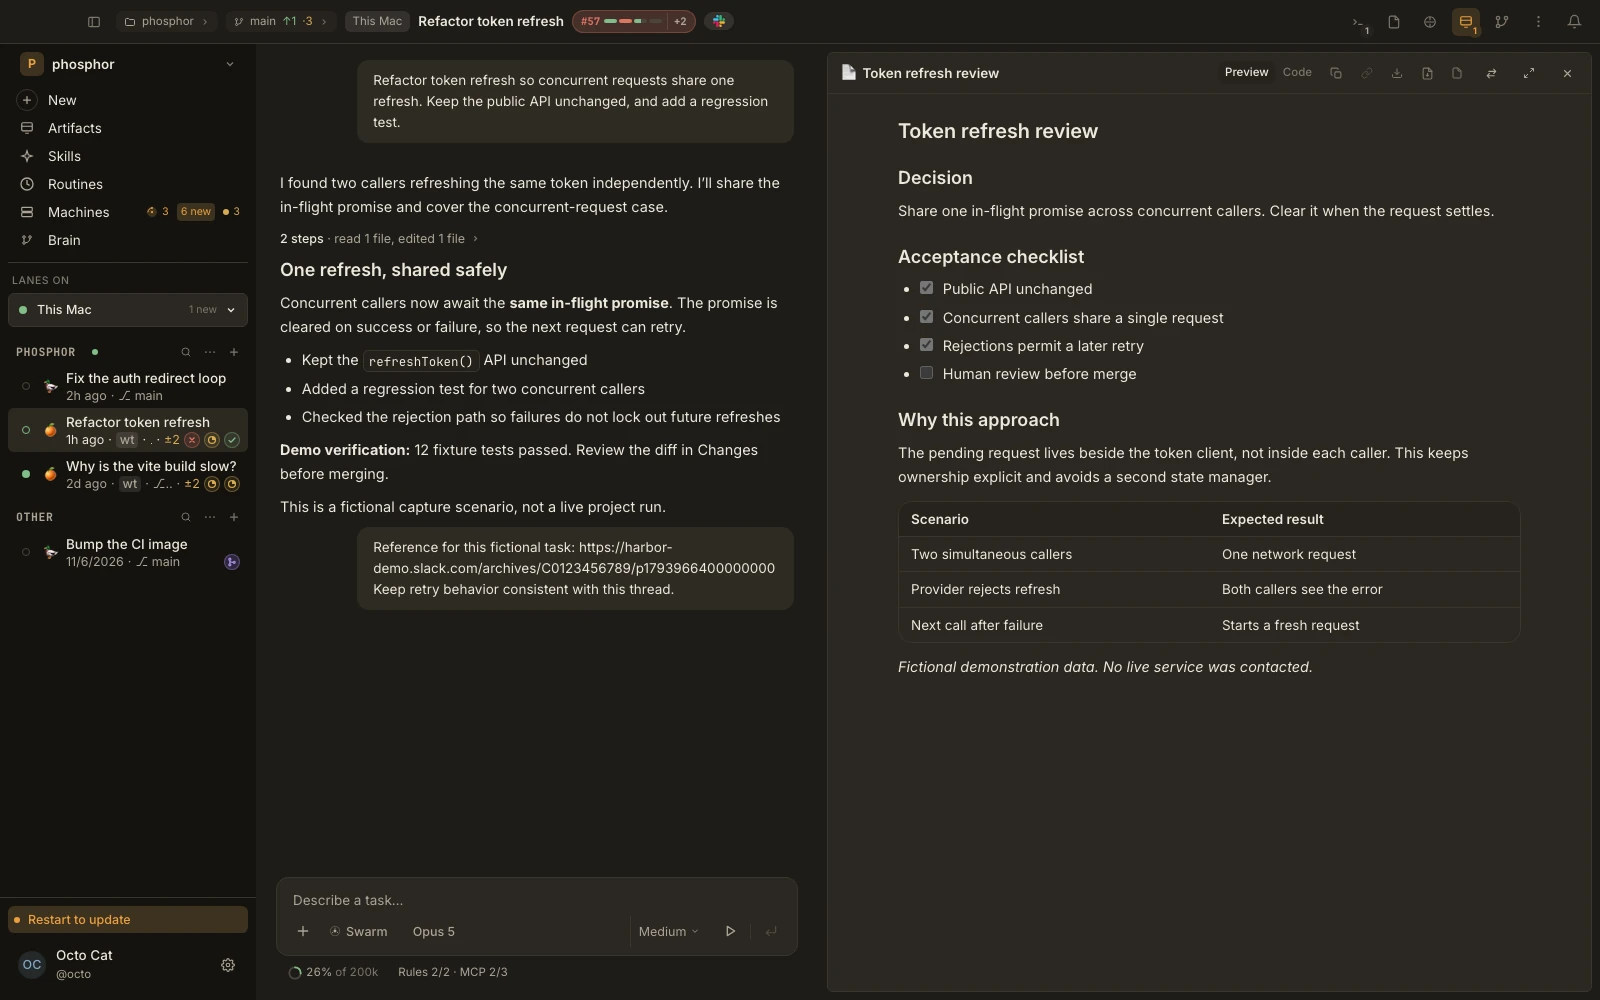 phosphor
main ↑1 ·3
This Mac
Refactor token refresh
#57
+2
1
1
P phosphor
New
Artifacts
Skills
Routines
Machines 3 6 new 3
Brain
LANES ON
This Mac 1 new
PHOSPHOR
Fix the auth redirect loop
2h ago · main
Refactor token refresh
1h ago · wt · . · ±2
Why is the vite build slow?
2d ago · wt · .. · ±2
OTHER
Bump the CI image
11/6/2026 · main
Restart to update
OC
Octo Cat
@octo
Refactor token refresh so concurrent requests share one
refresh. Keep the public API unchanged, and add a regression
test.
I found two callers refreshing the same token independently. I’ll share the
in-flight promise and cover the concurrent-request case.
2 steps · read 1 file, edited 1 file
One refresh, shared safely
Concurrent callers now await the same in-flight promise. The promise is
cleared on success or failure, so the next request can retry.
• Kept the refreshToken() API unchanged
• Added a regression test for two concurrent callers
• Checked the rejection path so failures do not lock out future refreshes
Demo verification: 12 fixture tests passed. Review the diff in Changes
before merging.
This is a fictional capture scenario, not a live project run.
Reference for this fictional task: https://harbor-
demo.slack.com/archives/C0123456789/p1793966400000000
Keep retry behavior consistent with this thread.
Describe a task…
Swarm Opus 5 Medium
26% of 200k Rules 2/2 · MCP 2/3
Token refresh review
Preview Code
Token refresh review
Decision
Share one in-flight promise across concurrent callers. Clear it when the request settles.
Acceptance checklist
• Public API unchanged
• Concurrent callers share a single request
• Rejections permit a later retry
• Human review before merge
Why this approach
The pending request lives beside the token client, not inside each caller. This keeps
ownership explicit and avoids a second state manager.
Scenario Expected result
Two simultaneous callers One network request
Provider rejects refresh Both callers see the error
Next call after failure Starts a fresh request
Fictional demonstration data. No live service was contacted.